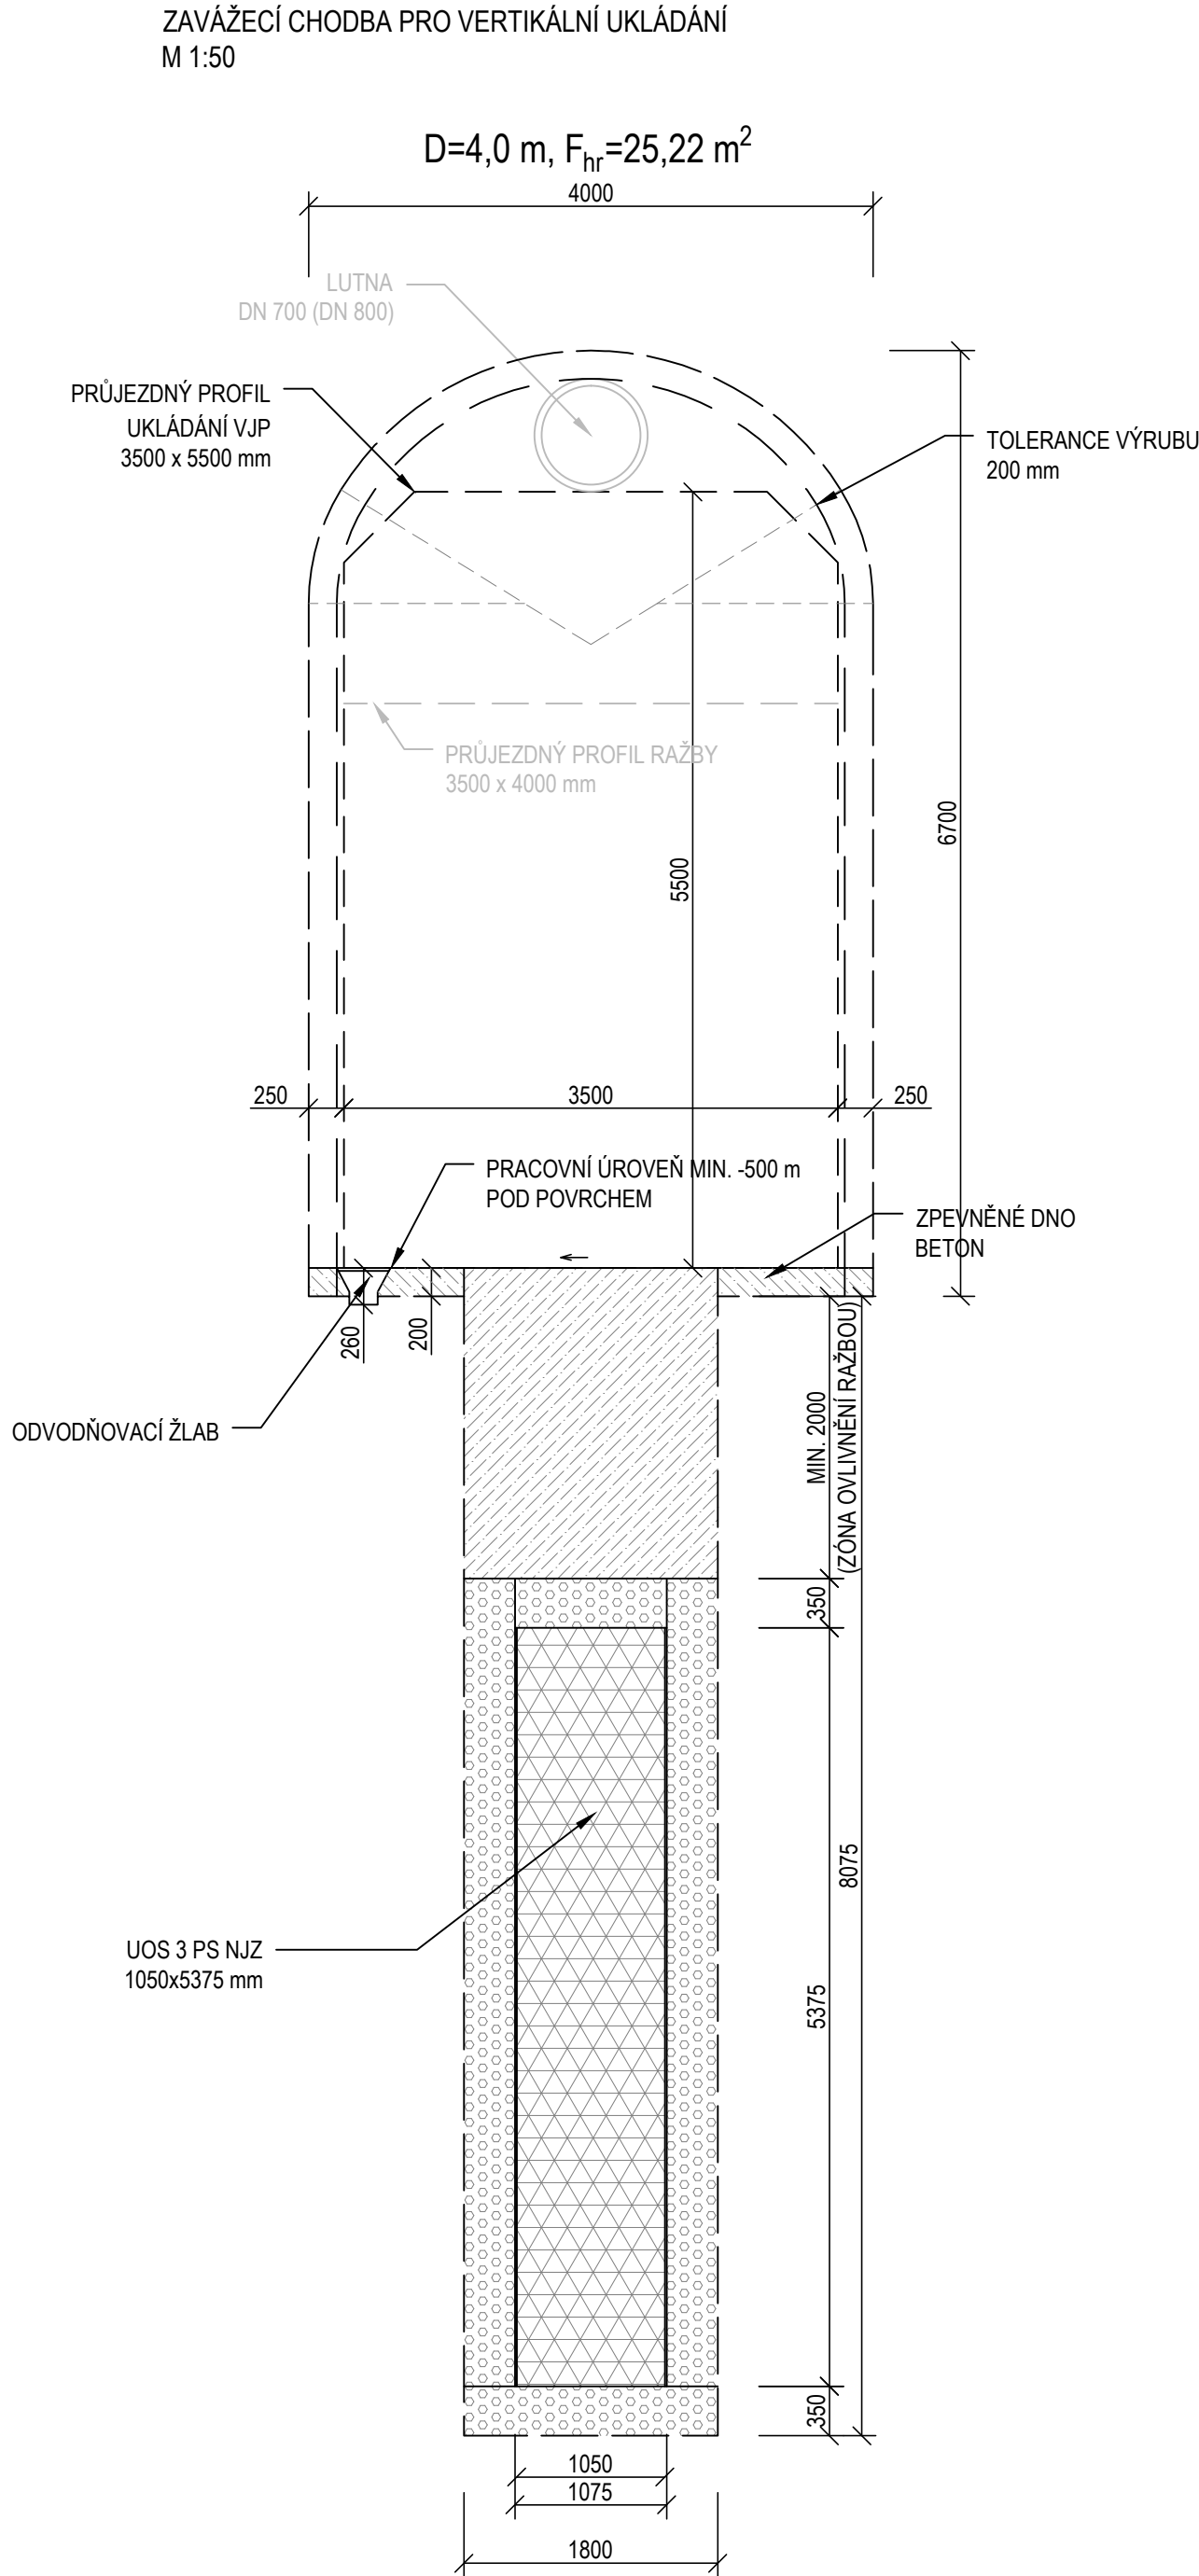 ZAVÁŽECÍ CHODBA PRO VERTIKÁLNÍ UKLÁDÁNÍ
M 1:50
D=4,0 m, Fhr=25,22 m²
4000
LUTNA
DN 700 (DN 800)
PRŮJEZDNÝ PROFIL
UKLÁDÁNÍ VJP
3500 x 5500 mm
TOLERANCE VÝRUBU
200 mm
PRŮJEZDNÝ PROFIL RAŽBY
3500 x 4000 mm
6700
5500
250
3500
250
PRACOVNÍ ÚROVEŇ MIN. -500 m
POD POVRCHEM
ZPEVNĚNÉ DNO
BETON
260
200
ODVODŇOVACÍ ŽLAB
MIN. 2000
(ZÓNA OVLIVNĚNÍ RAŽBOU)
350
8075
UOS 3 PS NJZ
1050x5375 mm
5375
350
1050
1075
1800